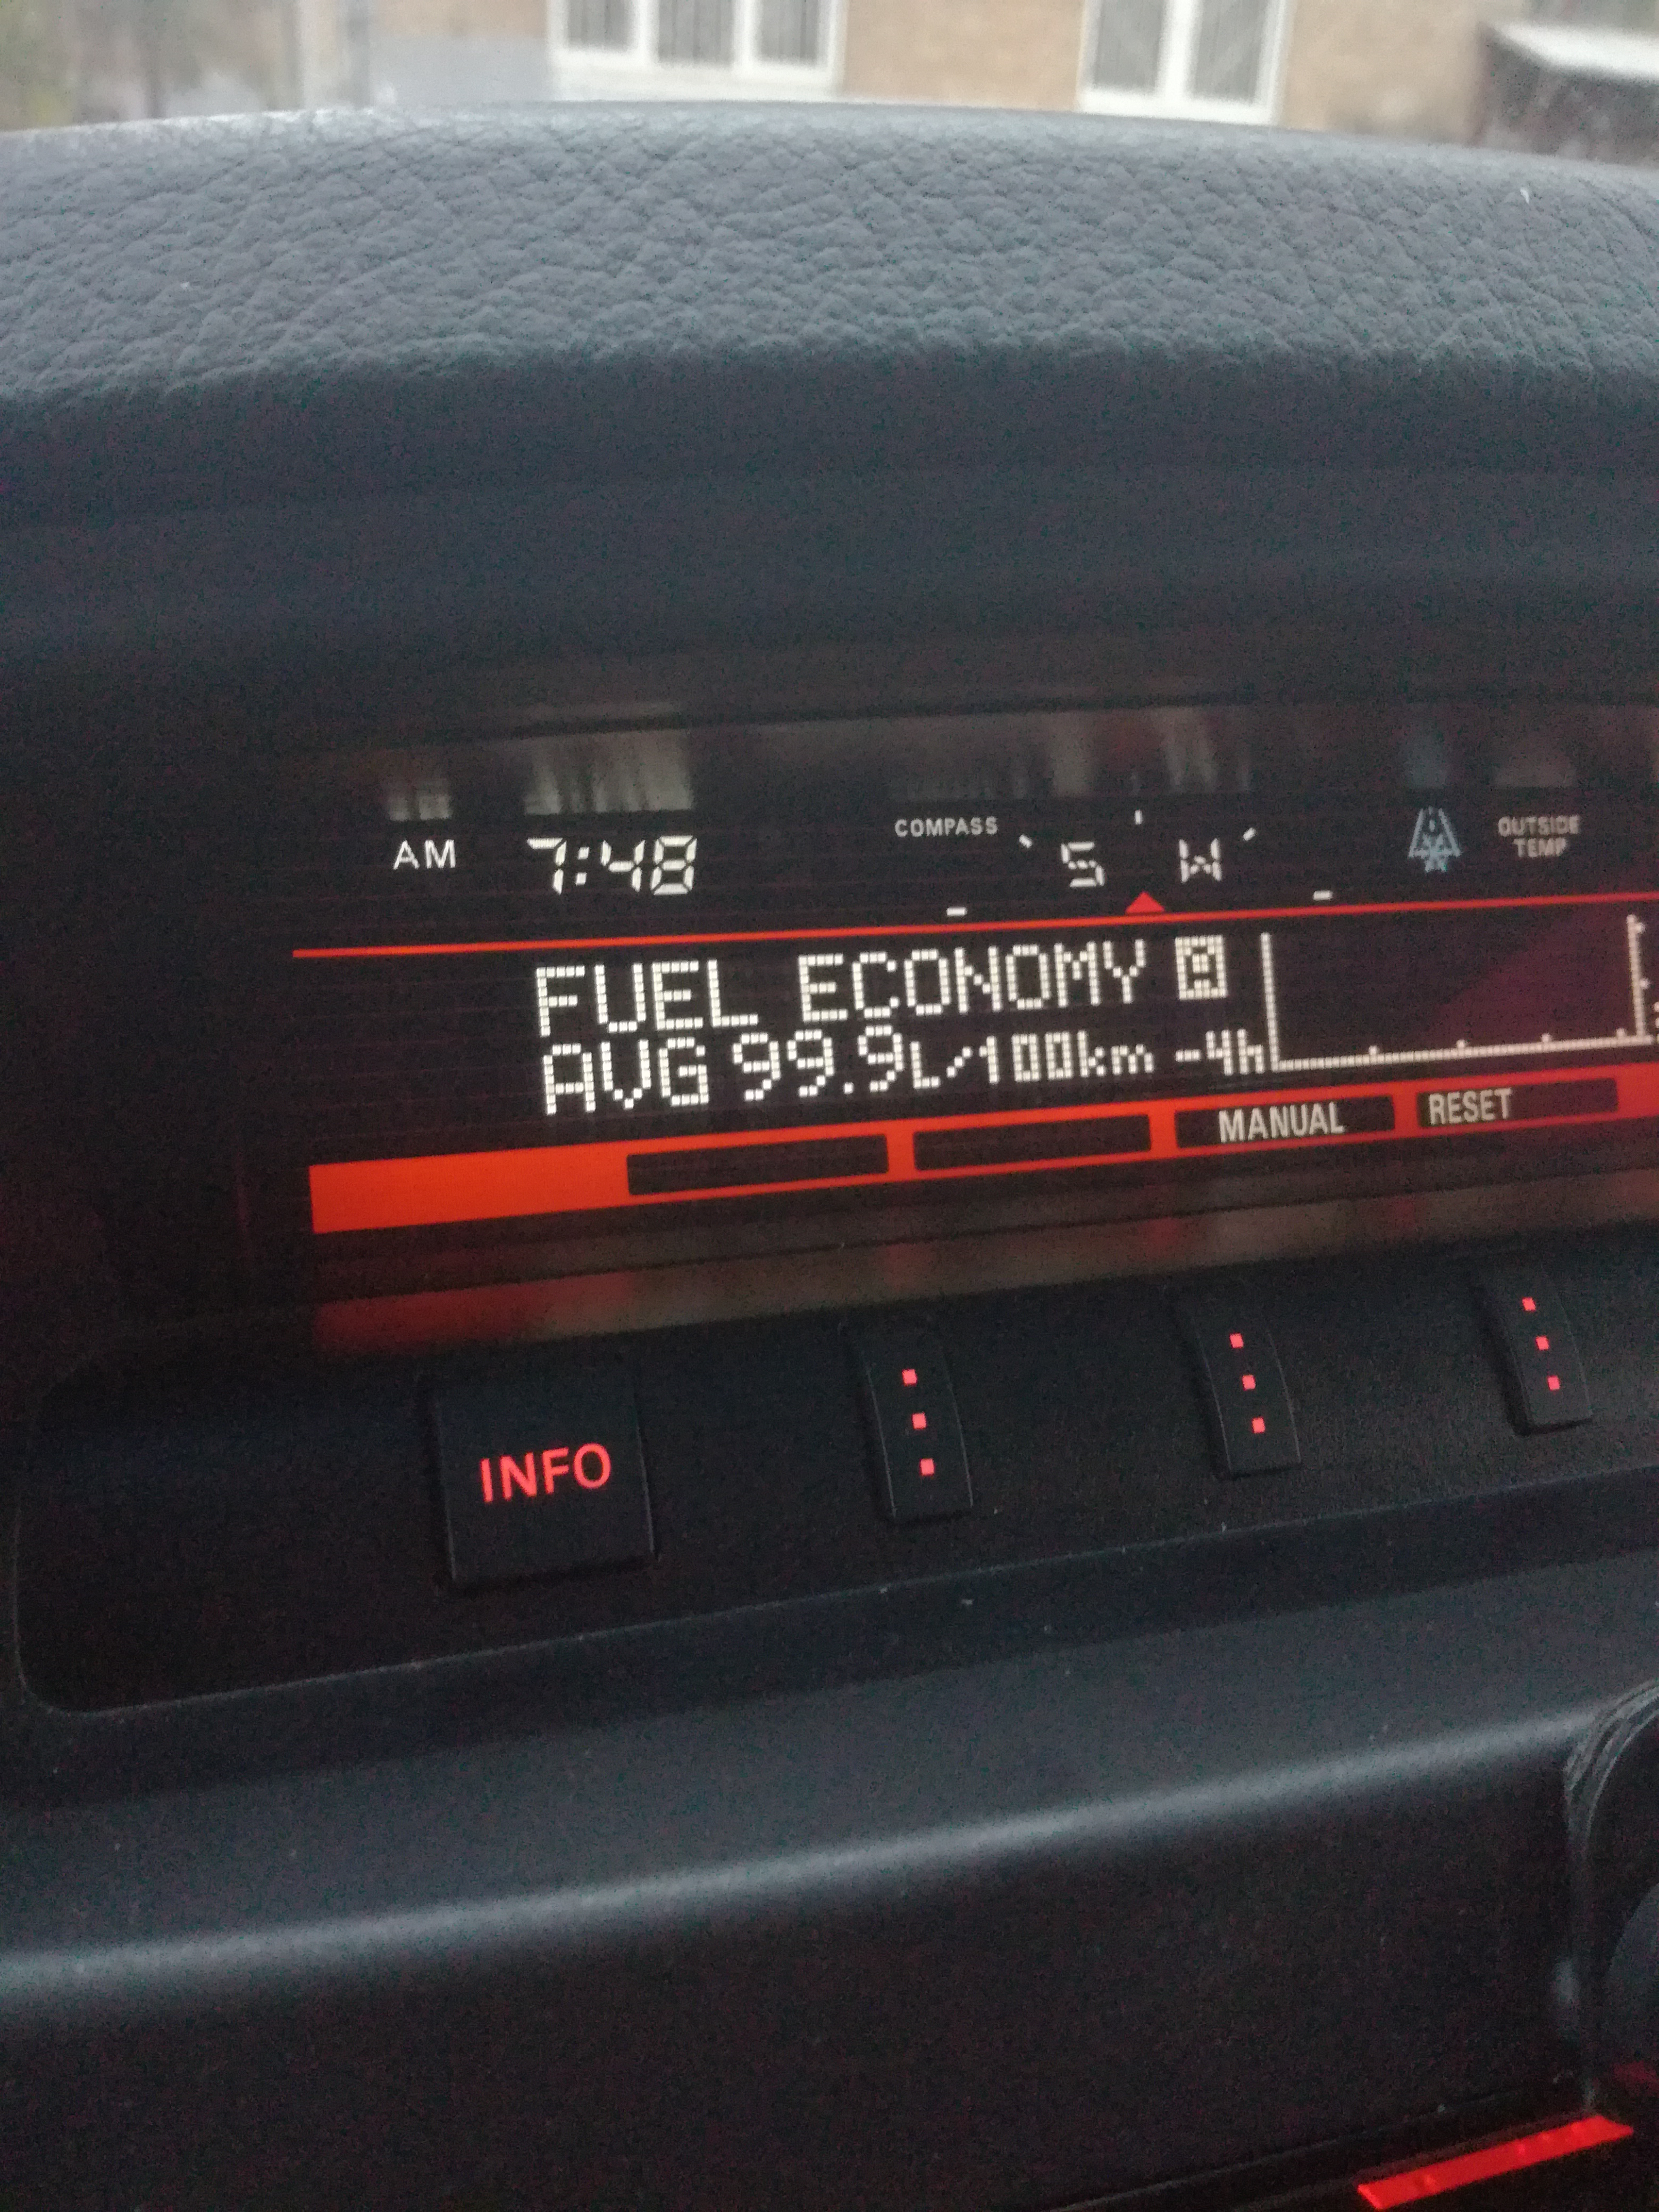 AM 7:48 COMPASS S W OUTSIDE TEMP
FUEL ECONOMY A
AVG 99.9L/100km -4h
MANUAL RESET
INFO